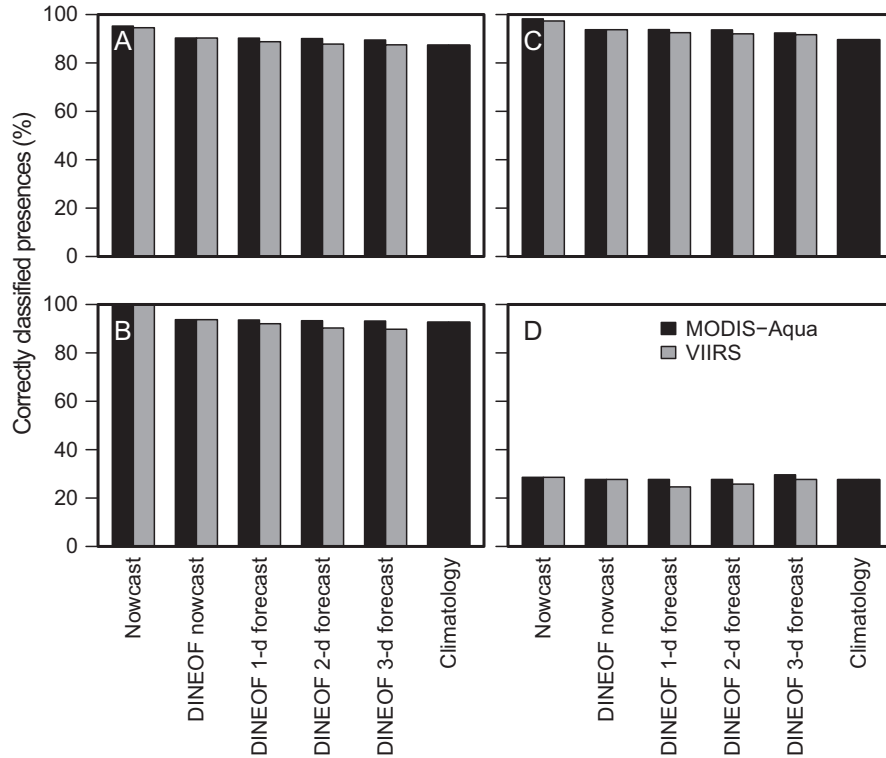 Correctly classified presences (%)
100
80
60
40
20
0
A
C
100
80
60
40
20
0
B
D
MODIS−Aqua
VIIRS
Nowcast
DINEOF nowcast
DINEOF 1-d forecast
DINEOF 2-d forecast
DINEOF 3-d forecast
Climatology
Nowcast
DINEOF nowcast
DINEOF 1-d forecast
DINEOF 2-d forecast
DINEOF 3-d forecast
Climatology